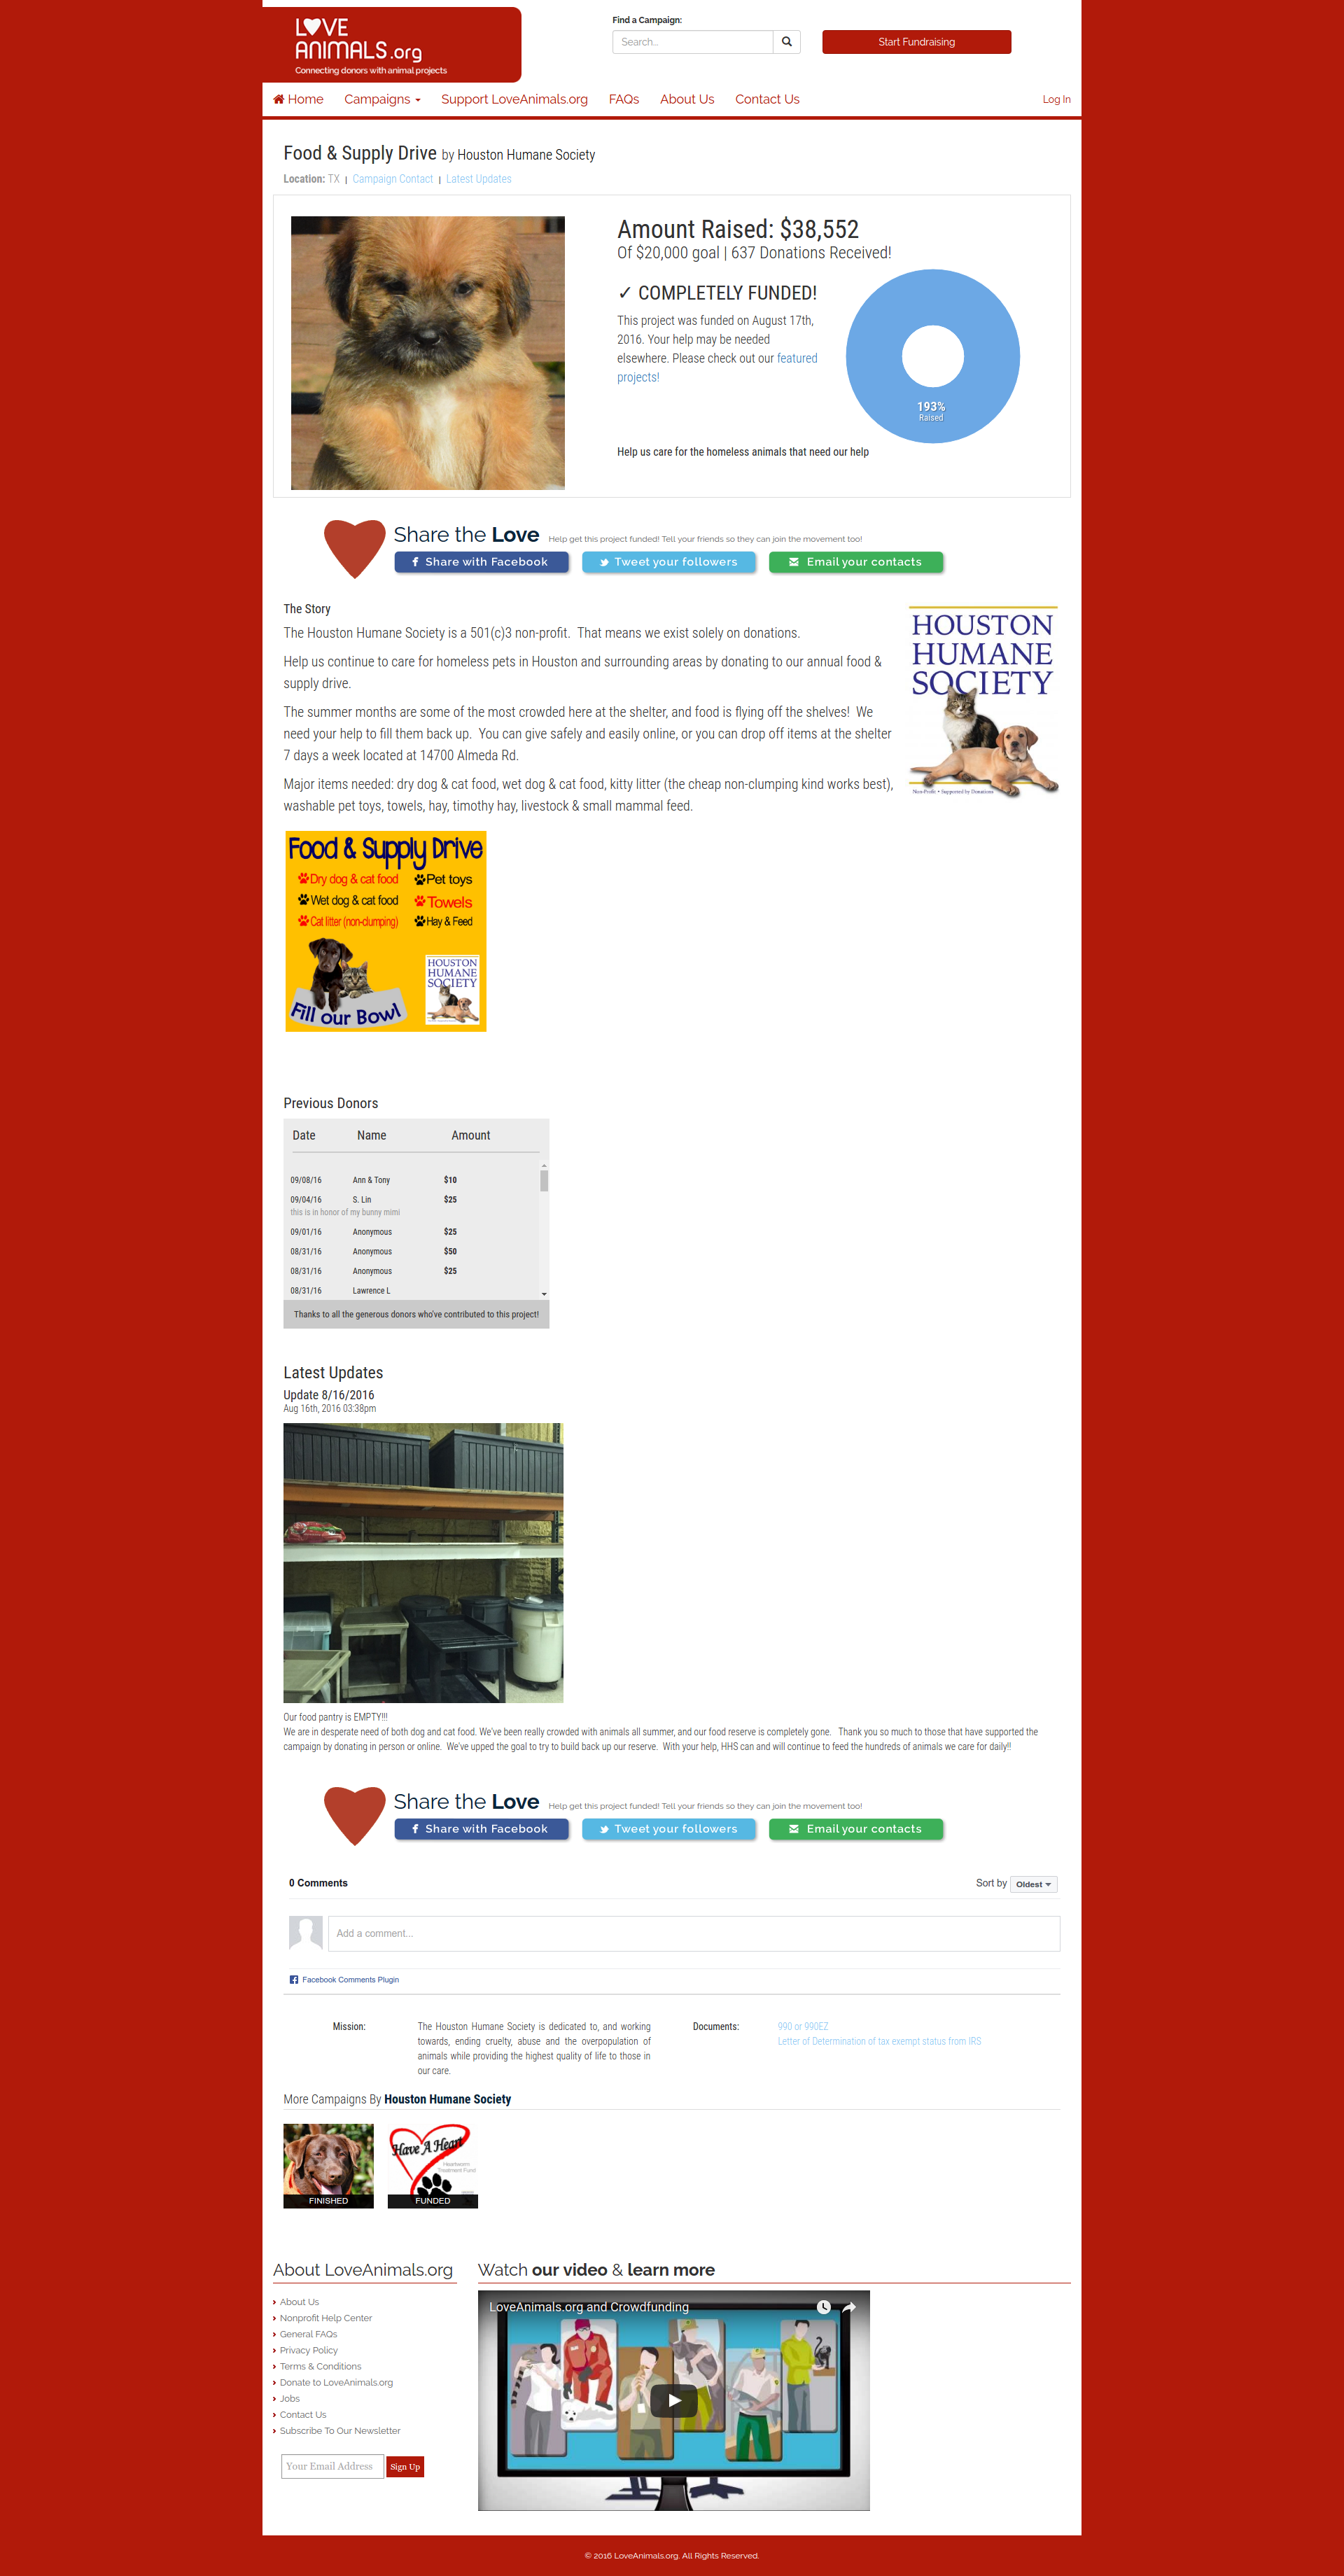 LOVE
ANIMALS.org
Connecting donors with animal projects
Find a Campaign:
Search...
Start Fundraising
Home Campaigns Support LoveAnimals.org FAQs About Us Contact Us Log In
Food & Supply Drive by Houston Humane Society
Location: TX | Campaign Contact | Latest Updates
Amount Raised: $38,552
Of $20,000 goal | 637 Donations Received!
✓ COMPLETELY FUNDED!
This project was funded on August 17th,
2016. Your help may be needed
elsewhere. Please check out our featured
projects!
193%
Raised
Help us care for the homeless animals that need our help
Share the Love Help get this project funded! Tell your friends so they can join the movement too!
Share with Facebook Tweet your followers Email your contacts
The Story
The Houston Humane Society is a 501(c)3 non-profit. That means we exist solely on donations.
Help us continue to care for homeless pets in Houston and surrounding areas by donating to our annual food &
supply drive.
The summer months are some of the most crowded here at the shelter, and food is flying off the shelves! We
need your help to fill them back up. You can give safely and easily online, or you can drop off items at the shelter
7 days a week located at 14700 Almeda Rd.
Major items needed: dry dog & cat food, wet dog & cat food, kitty litter (the cheap non-clumping kind works best),
washable pet toys, towels, hay, timothy hay, livestock & small mammal feed.
HOUSTON
HUMANE
SOCIETY
Non-Profit • Supported by Donations
Food & Supply Drive
Dry dog & cat food Pet toys
Wet dog & cat food Towels
Cat litter (non-clumping) Hay & Feed
HOUSTON
HUMANE
SOCIETY
Fill our Bowl
Previous Donors
Date Name Amount
09/08/16 Ann & Tony $10
09/04/16 S. Lin $25
this is in honor of my bunny mimi
09/01/16 Anonymous $25
08/31/16 Anonymous $50
08/31/16 Anonymous $25
08/31/16 Lawrence L
Thanks to all the generous donors who've contributed to this project!
Latest Updates
Update 8/16/2016
Aug 16th, 2016 03:38pm
Our food pantry is EMPTY!!!
We are in desperate need of both dog and cat food. We've been really crowded with animals all summer, and our food reserve is completely gone. Thank you so much to those that have supported the
campaign by donating in person or online. We've upped the goal to try to build back up our reserve. With your help, HHS can and will continue to feed the hundreds of animals we care for daily!!
Share the Love Help get this project funded! Tell your friends so they can join the movement too!
Share with Facebook Tweet your followers Email your contacts
0 Comments Sort by Oldest
Add a comment...
Facebook Comments Plugin
Mission: The Houston Humane Society is dedicated to, and working
towards, ending cruelty, abuse and the overpopulation of
animals while providing the highest quality of life to those in
our care.
Documents: 990 or 990EZ
Letter of Determination of tax exempt status from IRS
More Campaigns By Houston Humane Society
FINISHED
Have A Heart
Heartworm
Treatment Fund
FUNDED
About LoveAnimals.org
About Us
Nonprofit Help Center
General FAQs
Privacy Policy
Terms & Conditions
Donate to LoveAnimals.org
Jobs
Contact Us
Subscribe To Our Newsletter
Your Email Address Sign Up
Watch our video & learn more
LoveAnimals.org and Crowdfunding
© 2016 LoveAnimals.org. All Rights Reserved.